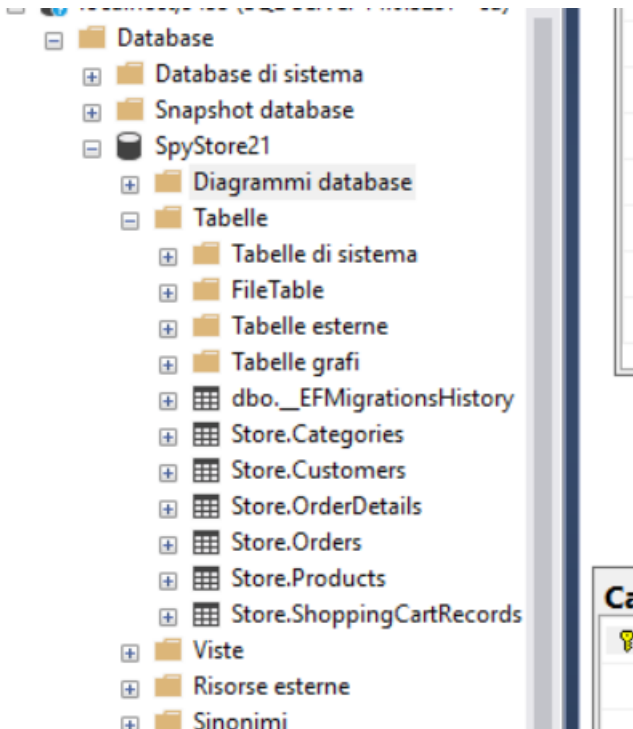 Database
Database di sistema
Snapshot database
SpyStore21
Diagrammi database
Tabelle
Tabelle di sistema
FileTable
Tabelle esterne
Tabelle grafi
dbo.__EFMigrationsHistory
Store.Categories
Store.Customers
Store.OrderDetails
Store.Orders
Store.Products
Store.ShoppingCartRecords
Ca
Viste
Risorse esterne
Sinonimi